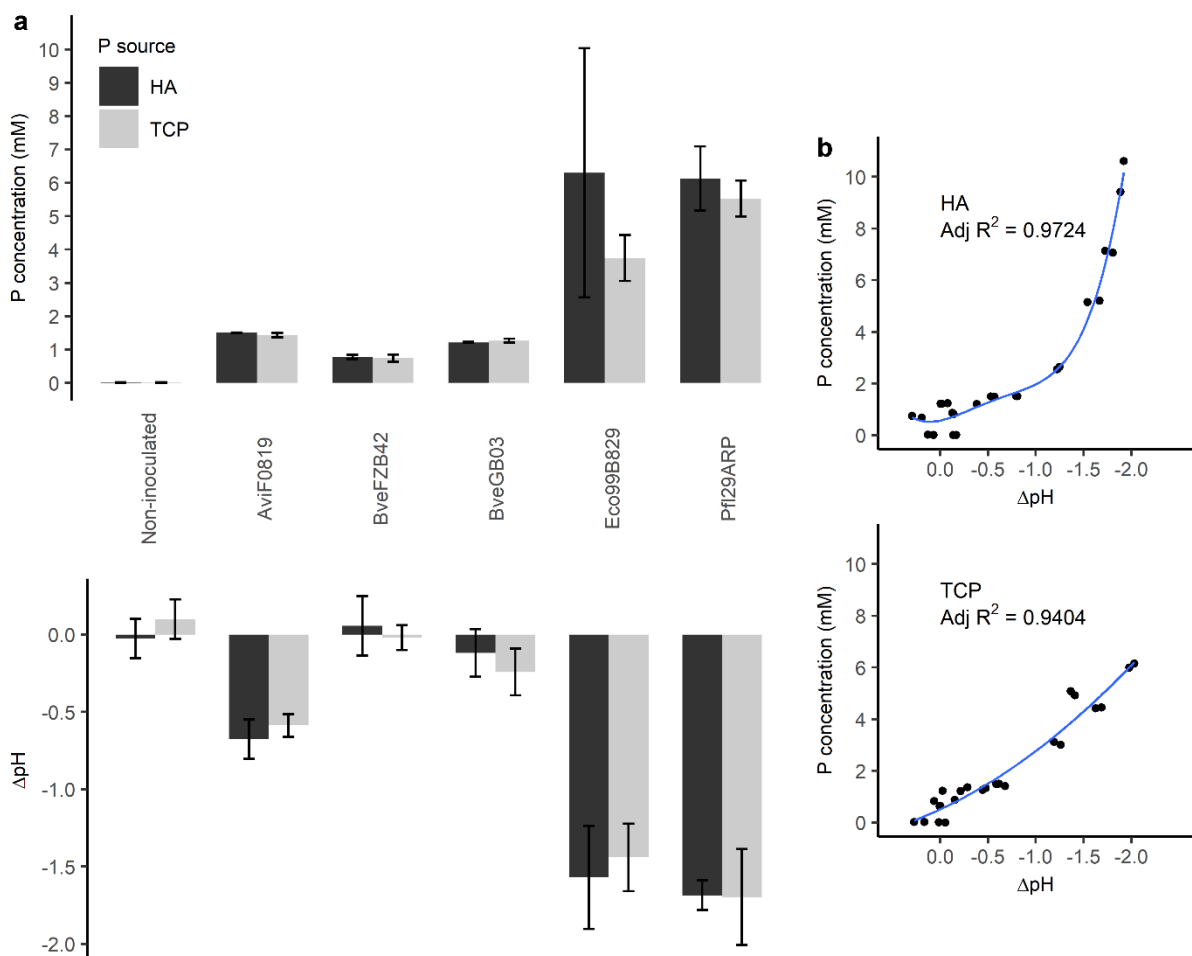 a
P source
HA
TCP
P concentration (mM)
10
9
8
7
6
5
4
3
2
1
0
Non-inoculated
AviF0819
BveFZB42
BveGB03
Eco99B829
Pfl29ARP
ΔpH
0.0
-0.5
-1.0
-1.5
-2.0
b
P concentration (mM)
10
8
6
4
2
0
HA
Adj R² = 0.9724
0.0 -0.5 -1.0 -1.5 -2.0
ΔpH
P concentration (mM)
10
8
6
4
2
0
TCP
Adj R² = 0.9404
0.0 -0.5 -1.0 -1.5 -2.0
ΔpH